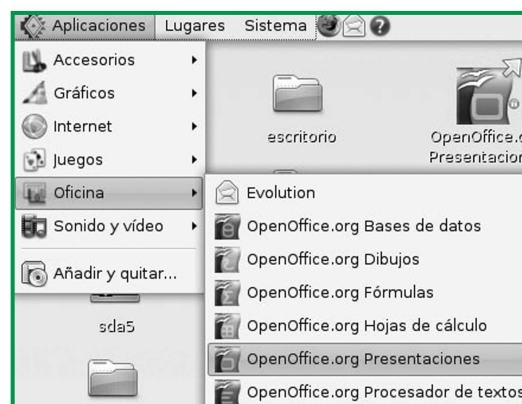 Aplicaciones Lugares Sistema
Accesorios
Gráficos
Internet
Juegos
Oficina
Sonido y vídeo
Añadir y quitar...
escritorio
OpenOffice.
Presentacion
sda5
Evolution
OpenOffice.org Bases de datos
OpenOffice.org Dibujos
OpenOffice.org Fórmulas
OpenOffice.org Hojas de cálculo
OpenOffice.org Presentaciones
OpenOffice.org Procesador de textos